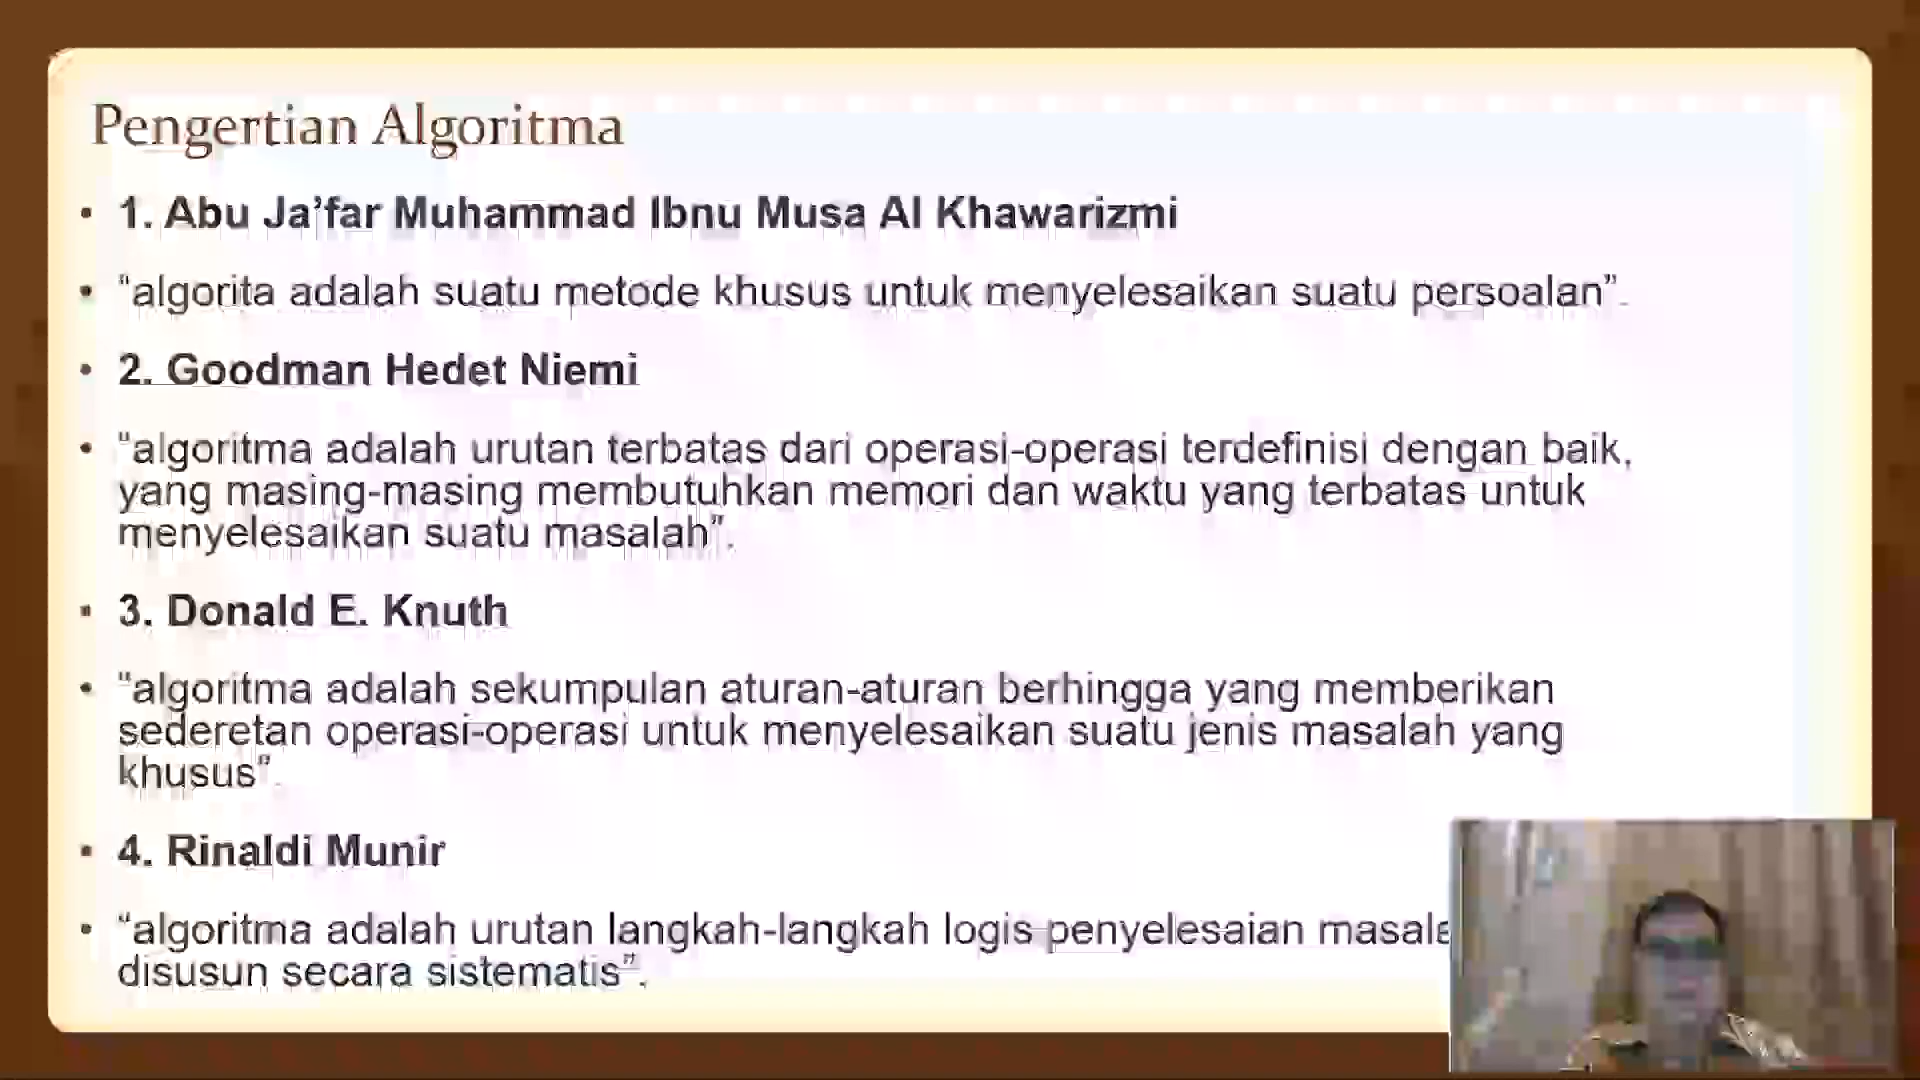 Pengertian Algoritma
• 1. Abu Ja’far Muhammad Ibnu Musa Al Khawarizmi
• “algorita adalah suatu metode khusus untuk menyelesaikan suatu persoalan”.
• 2. Goodman Hedet Niemi
• “algoritma adalah urutan terbatas dari operasi-operasi terdefinisi dengan baik,
yang masing-masing membutuhkan memori dan waktu yang terbatas untuk
menyelesaikan suatu masalah”.
• 3. Donald E. Knuth
• “algoritma adalah sekumpulan aturan-aturan berhingga yang memberikan
sederetan operasi-operasi untuk menyelesaikan suatu jenis masalah yang
khusus”.
• 4. Rinaldi Munir
• “algoritma adalah urutan langkah-langkah logis penyelesaian
disusun secara sistematis”.